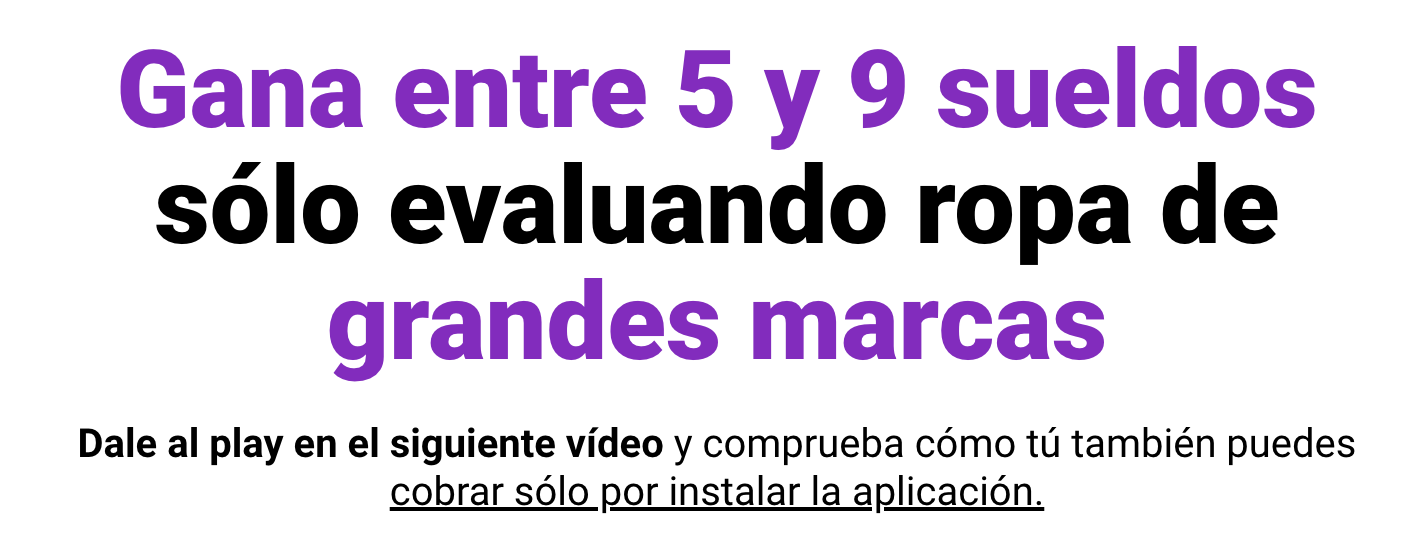 Gana entre 5 y 9 sueldos
sólo evaluando ropa de
grandes marcas
Dale al play en el siguiente vídeo y comprueba cómo tú también puedes
cobrar sólo por instalar la aplicación.